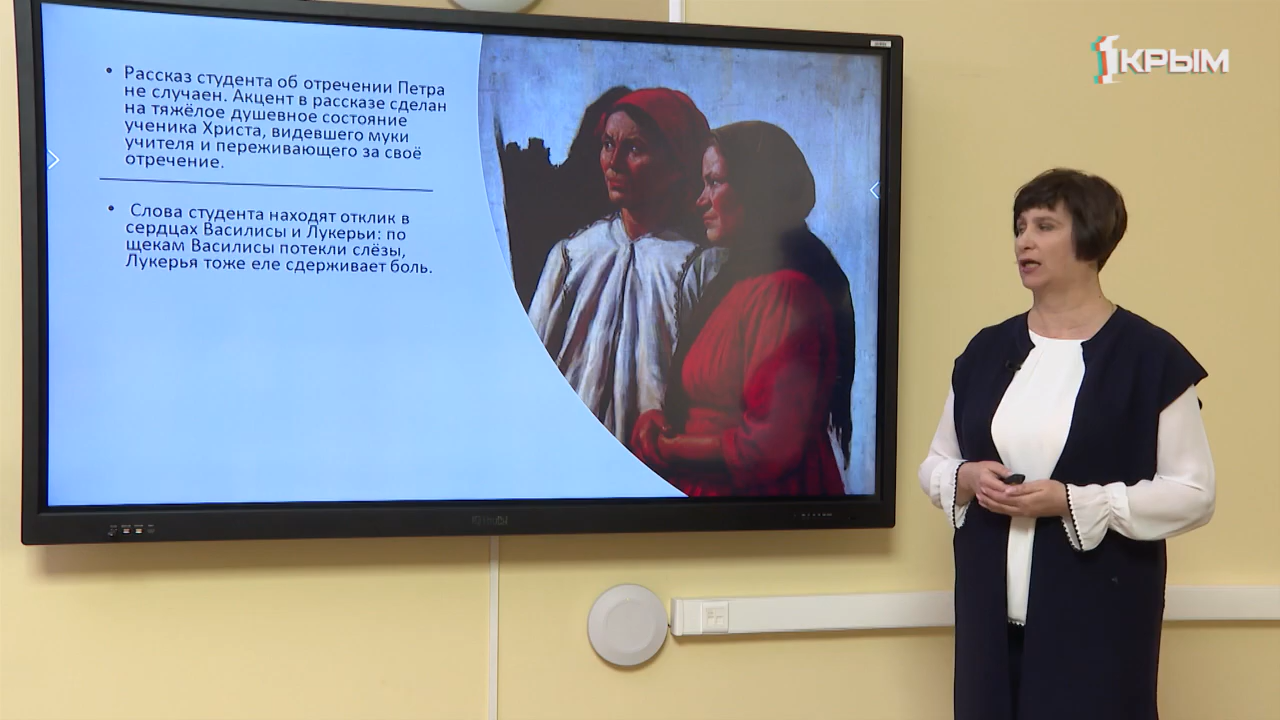 1КРЫМ
• Рассказ студента об отречении Петра
не случаен. Акцент в рассказе сделан
на тяжёлое душевное состояние
ученика Христа, видевшего муки
учителя и переживающего за своё
отречение.
• Слова студента находят отклик в
сердцах Василисы и Лукерьи: по
щекам Василисы потекли слёзы,
Лукерья тоже еле сдерживает боль.